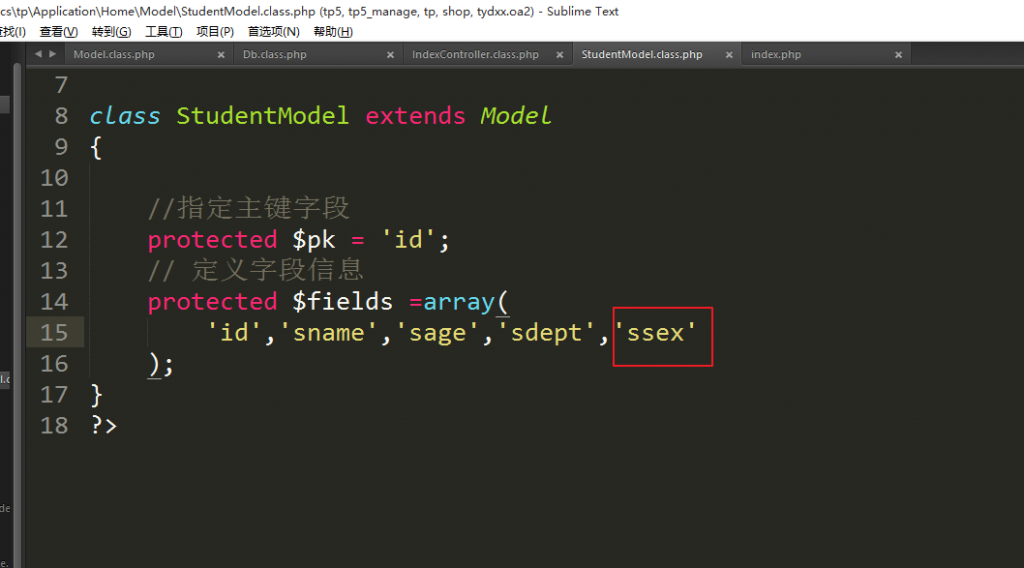 cs\tp\Application\Home\Model\StudentModel.class.php (tp5, tp5_manage, tp, shop, tydxx.oa2) - Sublime Text
查找(I) 查看(V) 转到(G) 工具(T) 项目(P) 首选项(N) 帮助(H)
Model.class.php × Db.class.php × IndexController.class.php × StudentModel.class.php × index.php ×
7
8 class StudentModel extends Model
9 {
10
11 //指定主键字段
12 protected $pk = 'id';
13 // 定义字段信息
14 protected $fields =array(
15 'id','sname','sage','sdept','ssex'
16 );
17 }
18 ?>